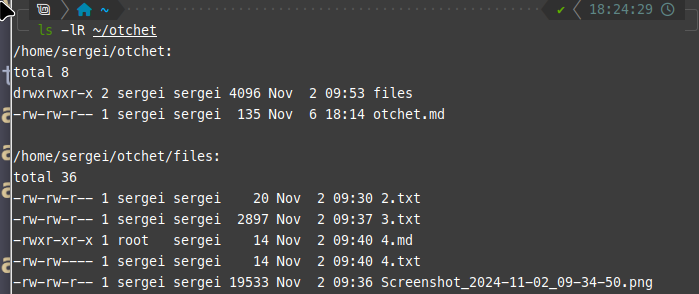 ~ ✔ 18:24:29
ls -lR ~/otchet
/home/sergei/otchet:
total 8
drwxrwxr-x 2 sergei sergei 4096 Nov  2 09:53 files
-rw-rw-r-- 1 sergei sergei  135 Nov  6 18:14 otchet.md
/home/sergei/otchet/files:
total 36
-rw-rw-r-- 1 sergei sergei    20 Nov  2 09:30 2.txt
-rw-rw-r-- 1 sergei sergei  2897 Nov  2 09:37 3.txt
-rwxr-xr-x 1 root   sergei    14 Nov  2 09:40 4.md
-rw-rw---- 1 sergei sergei    14 Nov  2 09:40 4.txt
-rw-rw-r-- 1 sergei sergei 19533 Nov  2 09:36 Screenshot_2024-11-02_09-34-50.png